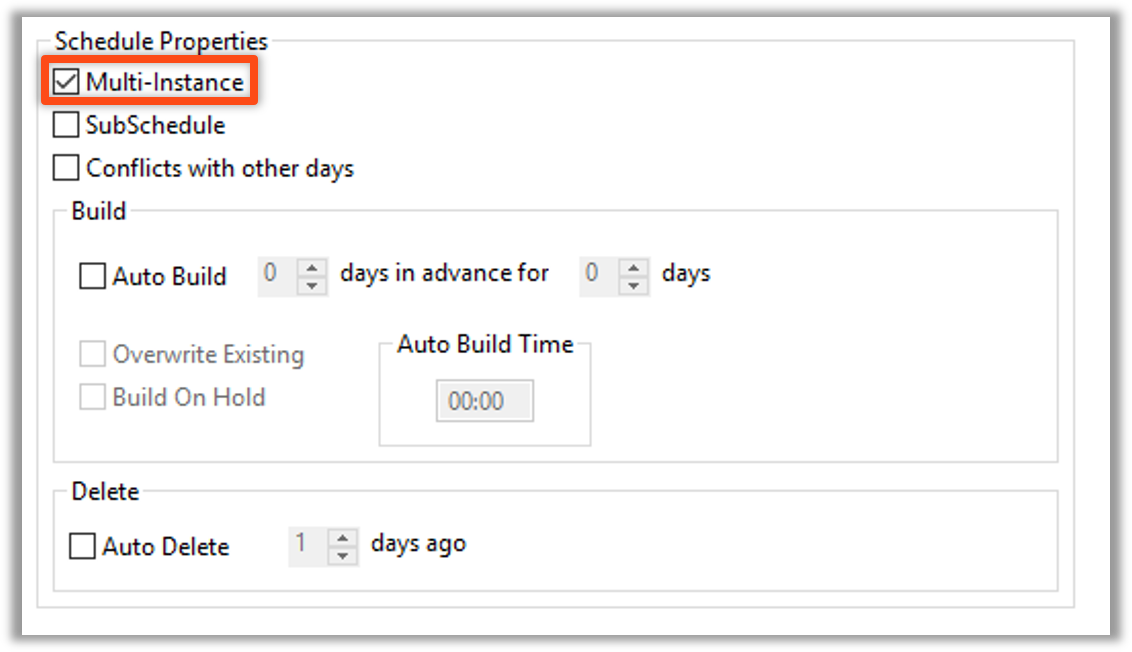 Schedule Properties
Multi-Instance
SubSchedule
Conflicts with other days
Build
Auto Build 0 days in advance for 0 days
Overwrite Existing
Auto Build Time
Build On Hold
00:00
Delete
Auto Delete 1 days ago